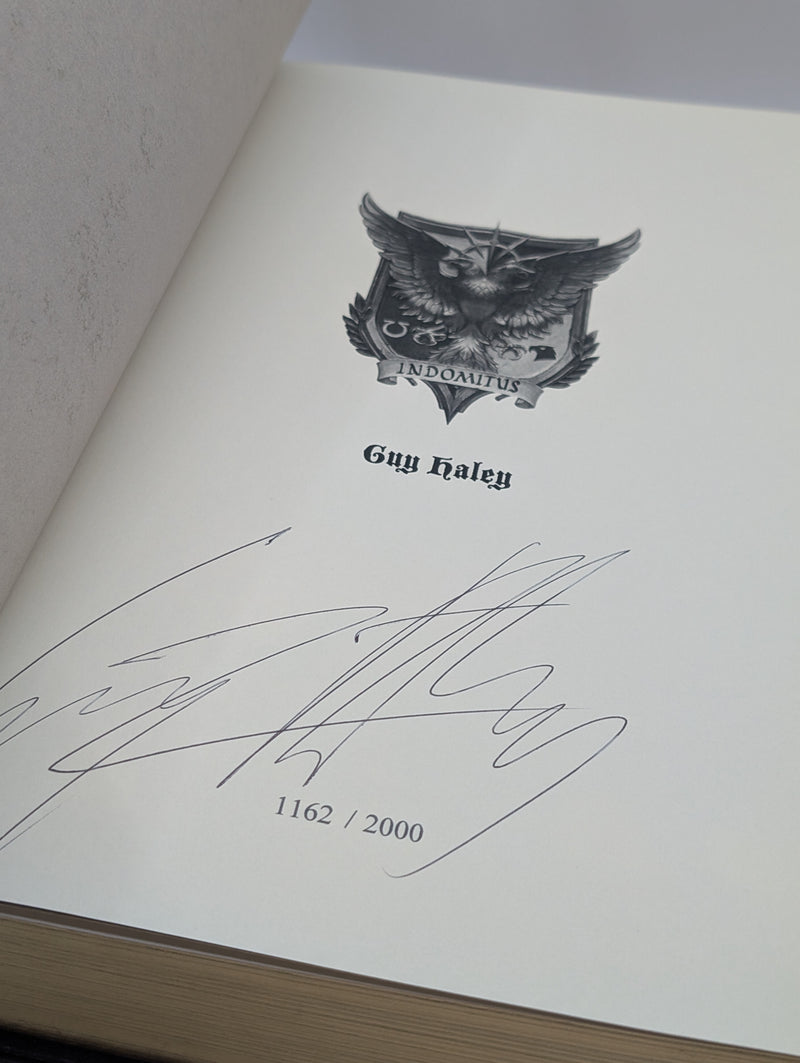 INDOMITUS
Guy Haley
1162 / 2000